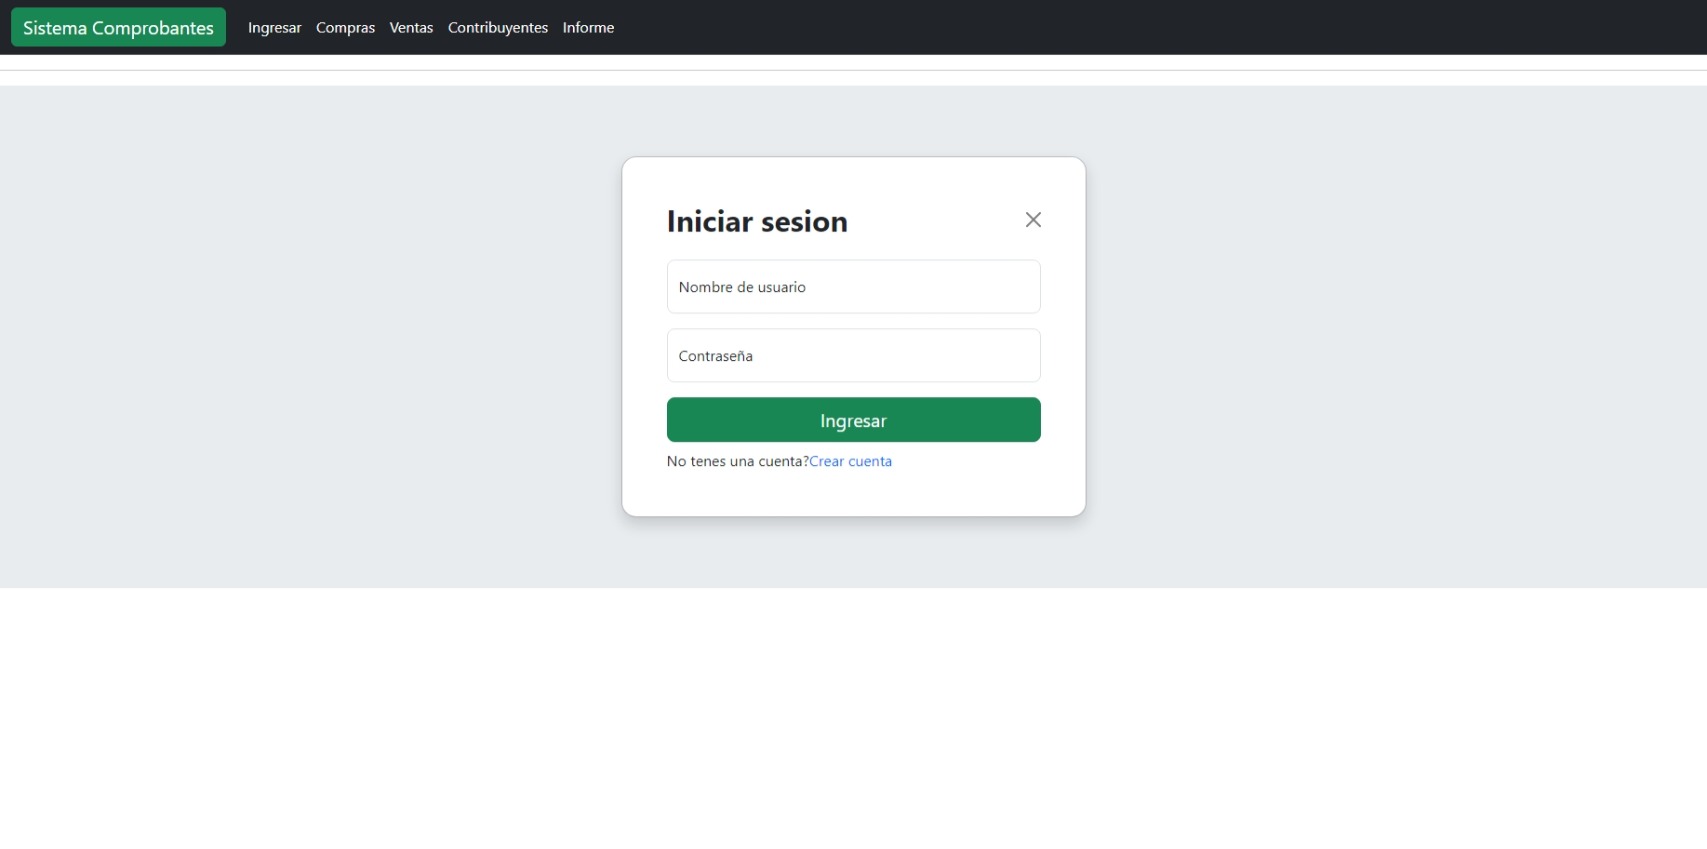 Sistema Comprobantes Ingresar Compras Ventas Contribuyentes Informe
Iniciar sesion
Nombre de usuario
Contraseña
Ingresar
No tenes una cuenta?Crear cuenta